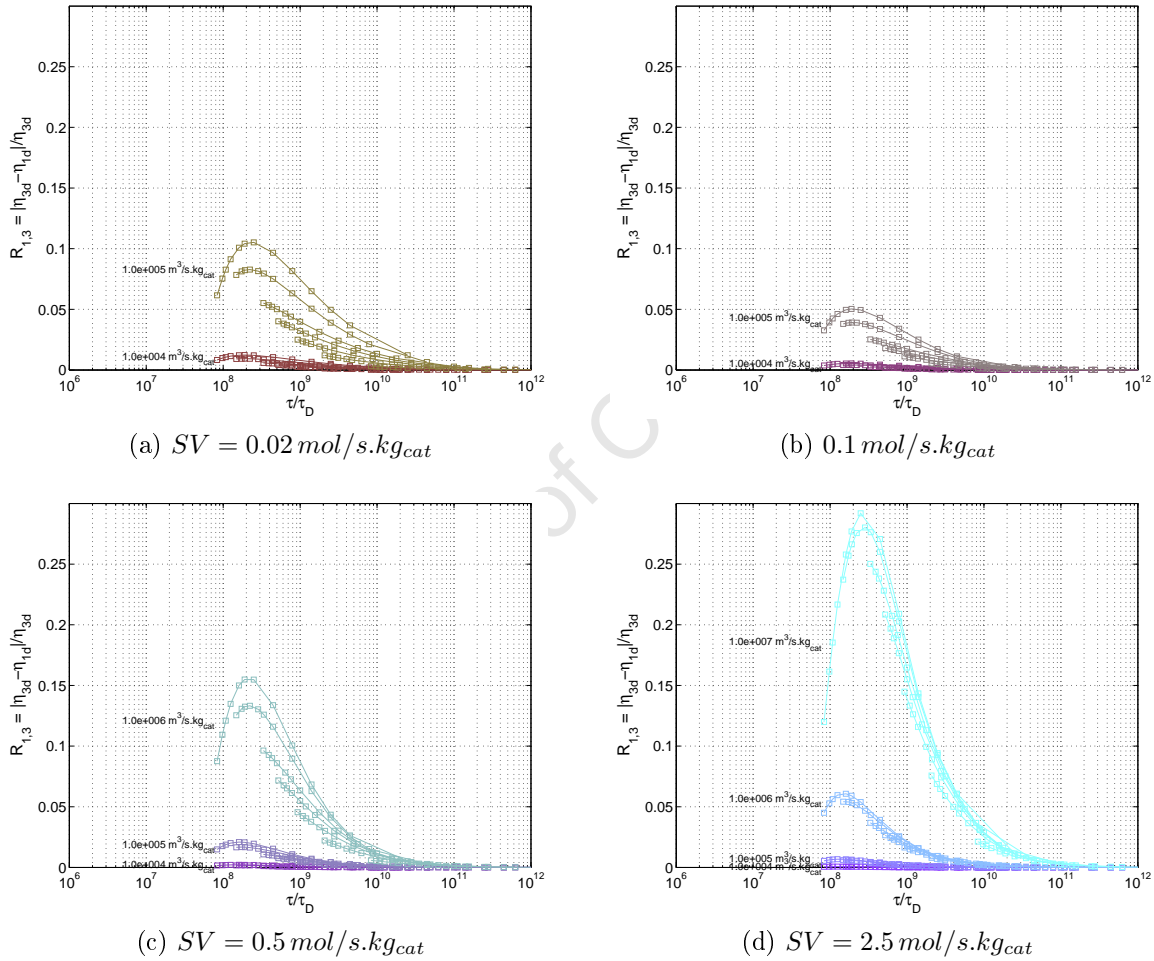 0.25
0.2
0.15
0.1
0.05
0
R1,3 = |η3d−η1d|/η3d
1.0e+005 m3/s.kgcat
1.0e+004 m3/s.kgcat
10^6 10^7 10^8 10^9 10^10 10^11 10^12
τ/τD
(a) SV = 0.02 mol/s.kgcat
0.25
0.2
0.15
0.1
0.05
0
R1,3 = |η3d−η1d|/η3d
1.0e+005 m3/s.kgcat
1.0e+004 m3/s.kgcat
10^6 10^7 10^8 10^9 10^10 10^11 10^12
τ/τD
(b) 0.1 mol/s.kgcat
of C
0.25
0.2
0.15
0.1
0.05
0
R1,3 = |η3d−η1d|/η3d
1.0e+006 m3/s.kgcat
1.0e+005 m3/s.kgcat
1.0e+004 m3/s.kgcat
10^6 10^7 10^8 10^9 10^10 10^11 10^12
τ/τD
(c) SV = 0.5 mol/s.kgcat
0.25
0.2
0.15
0.1
0.05
0
R1,3 = |η3d−η1d|/η3d
1.0e+007 m3/s.kgcat
1.0e+006 m3/s.kgcat
1.0e+005 m3/s.kgcat
1.0e+004 m3/s.kgcat
10^6 10^7 10^8 10^9 10^10 10^11 10^12
τ/τD
(d) SV = 2.5 mol/s.kgcat